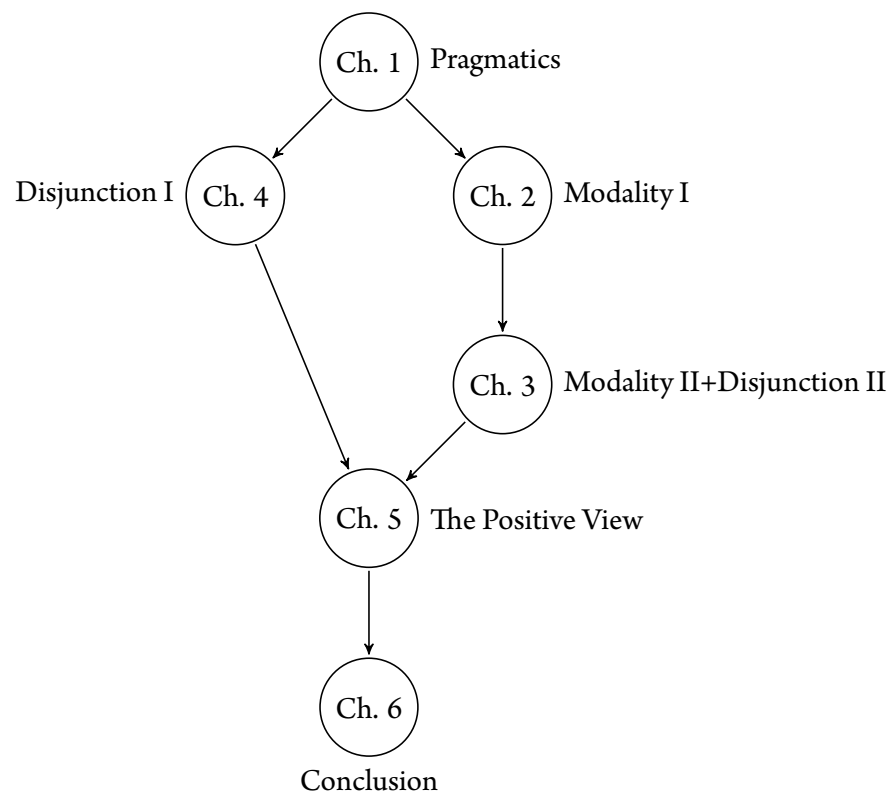 Ch. 1 Pragmatics
Disjunction I Ch. 4 Ch. 2 Modality I
Ch. 3 Modality II+Disjunction II
Ch. 5 The Positive View
Ch. 6
Conclusion